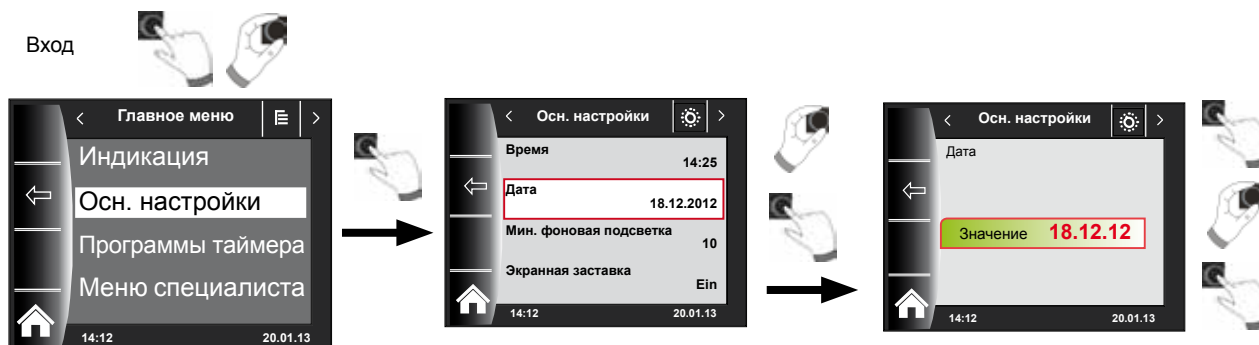 Вход
Главное меню
Индикация
Осн. настройки
Программы таймера
Меню специалиста
14:12 20.01.13
Осн. настройки
Время
14:25
Дата
18.12.2012
Мин. фоновая подсветка
10
Экранная заставка
Ein
14:12 20.01.13
Осн. настройки
Дата
Значение 18.12.12
14:12 20.01.13